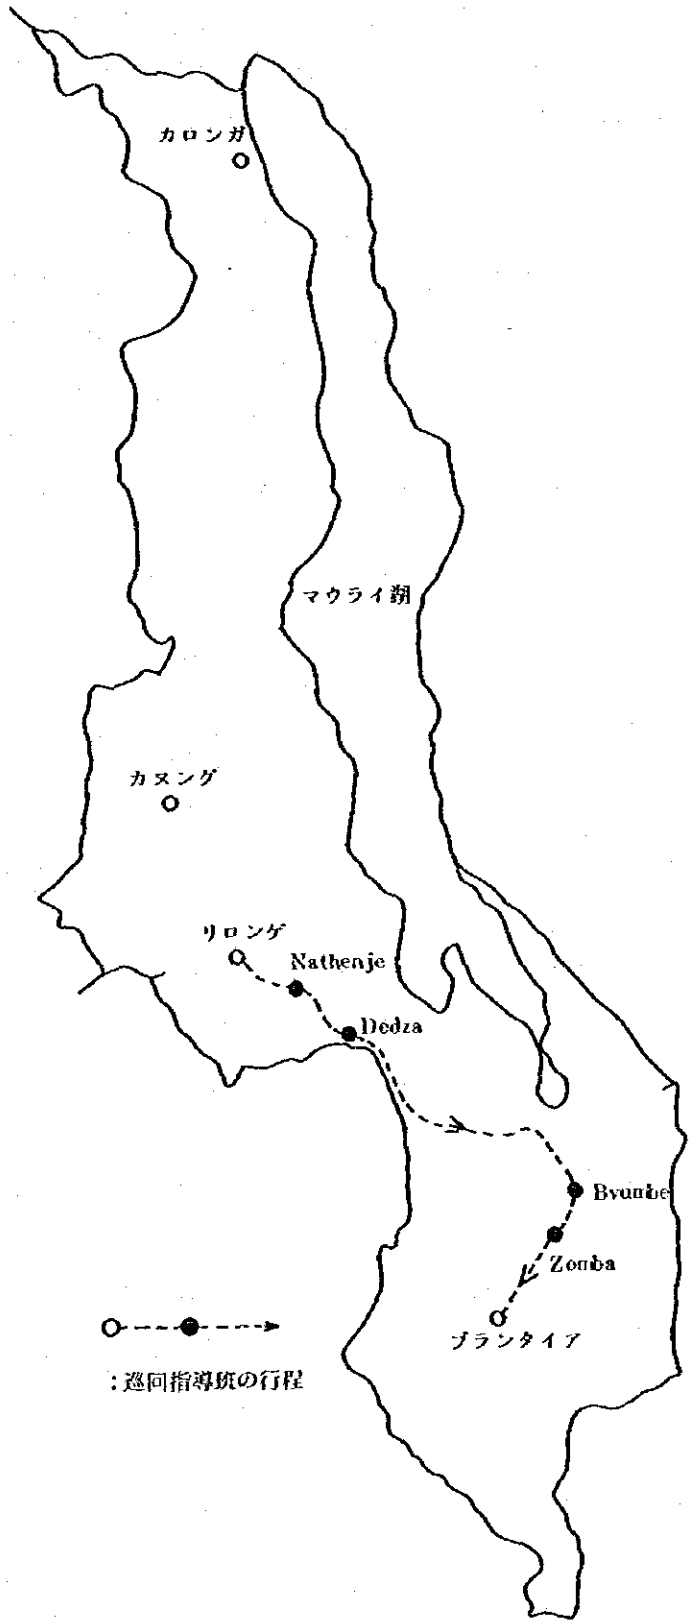 カロンガ
マウライ湖
カヌング
リロンゲ
Nathenje
Dedza
Bvumbe
Zomba
ブランタイア
:巡回指導班の行程